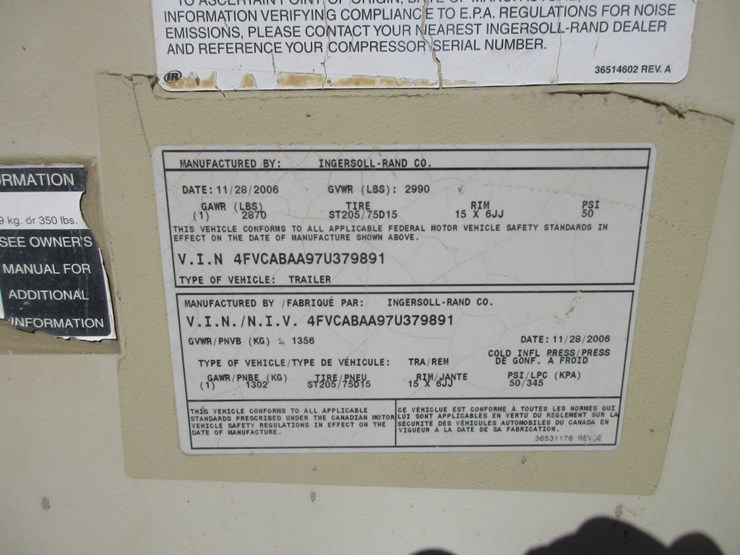 INFORMATION VERIFYING COMPLIANCE TO E.P.A. REGULATIONS FOR NOISE
EMISSIONS, PLEASE CONTACT YOUR NEAREST INGERSOLL-RAND DEALER
AND REFERENCE YOUR COMPRESSOR SERIAL NUMBER.
IR
36514602 REV. A
RMATION
9 kg. or 350 lbs.
SEE OWNER'S
MANUAL FOR
ADDITIONAL
INFORMATION
MANUFACTURED BY: INGERSOLL-RAND CO.
DATE: 11/28/2006 GVWR (LBS): 2990
GAWR (LBS) TIRE RIM PSI
(1) 2870 ST205/75D15 15 X 6JJ 50
THIS VEHICLE CONFORMS TO ALL APPLICABLE FEDERAL MOTOR VEHICLE SAFETY STANDARDS IN
EFFECT ON THE DATE OF MANUFACTURE SHOWN ABOVE.
V.I.N 4FVCABAA97U379891
TYPE OF VEHICLE: TRAILER
MANUFACTURED BY /FABRIQUÉ PAR: INGERSOLL-RAND CO.
V.I.N./N.I.V. 4FVCABAA97U379891
GVWR/PNVB (KG) : 1356 DATE: 11/28/2006
TYPE OF VEHICLE/TYPE DE VÉHICULE: TRA/REM COLD INFL PRESS/PRESS
DE GONF. A FROID
GAWR/PNBE (KG) TIRE/PNEU RIM/JANTE PSI/LPC (KPA)
(1) 1302 ST205/75D15 15 X 6JJ 50/345
THIS VEHICLE CONFORMS TO ALL APPLICABLE
STANDARDS PRESCRIBED UNDER THE CANADIAN MOTOR
VEHICLE SAFETY REGULATIONS IN EFFECT ON THE
DATE OF MANUFACTURE.
CE VÉHICLUE EST CONFORME À TOUTES LES NORMES QUI
LUI SONT APPLICABLES EN VERTU DU REGLEMENT SUR LA
SÉCURITÉ DES VÉHICULES AUTOMOBILES DU CANADA EN
VIGUEUR A LA DATE DE SA FABRICATION.
36531176 REV